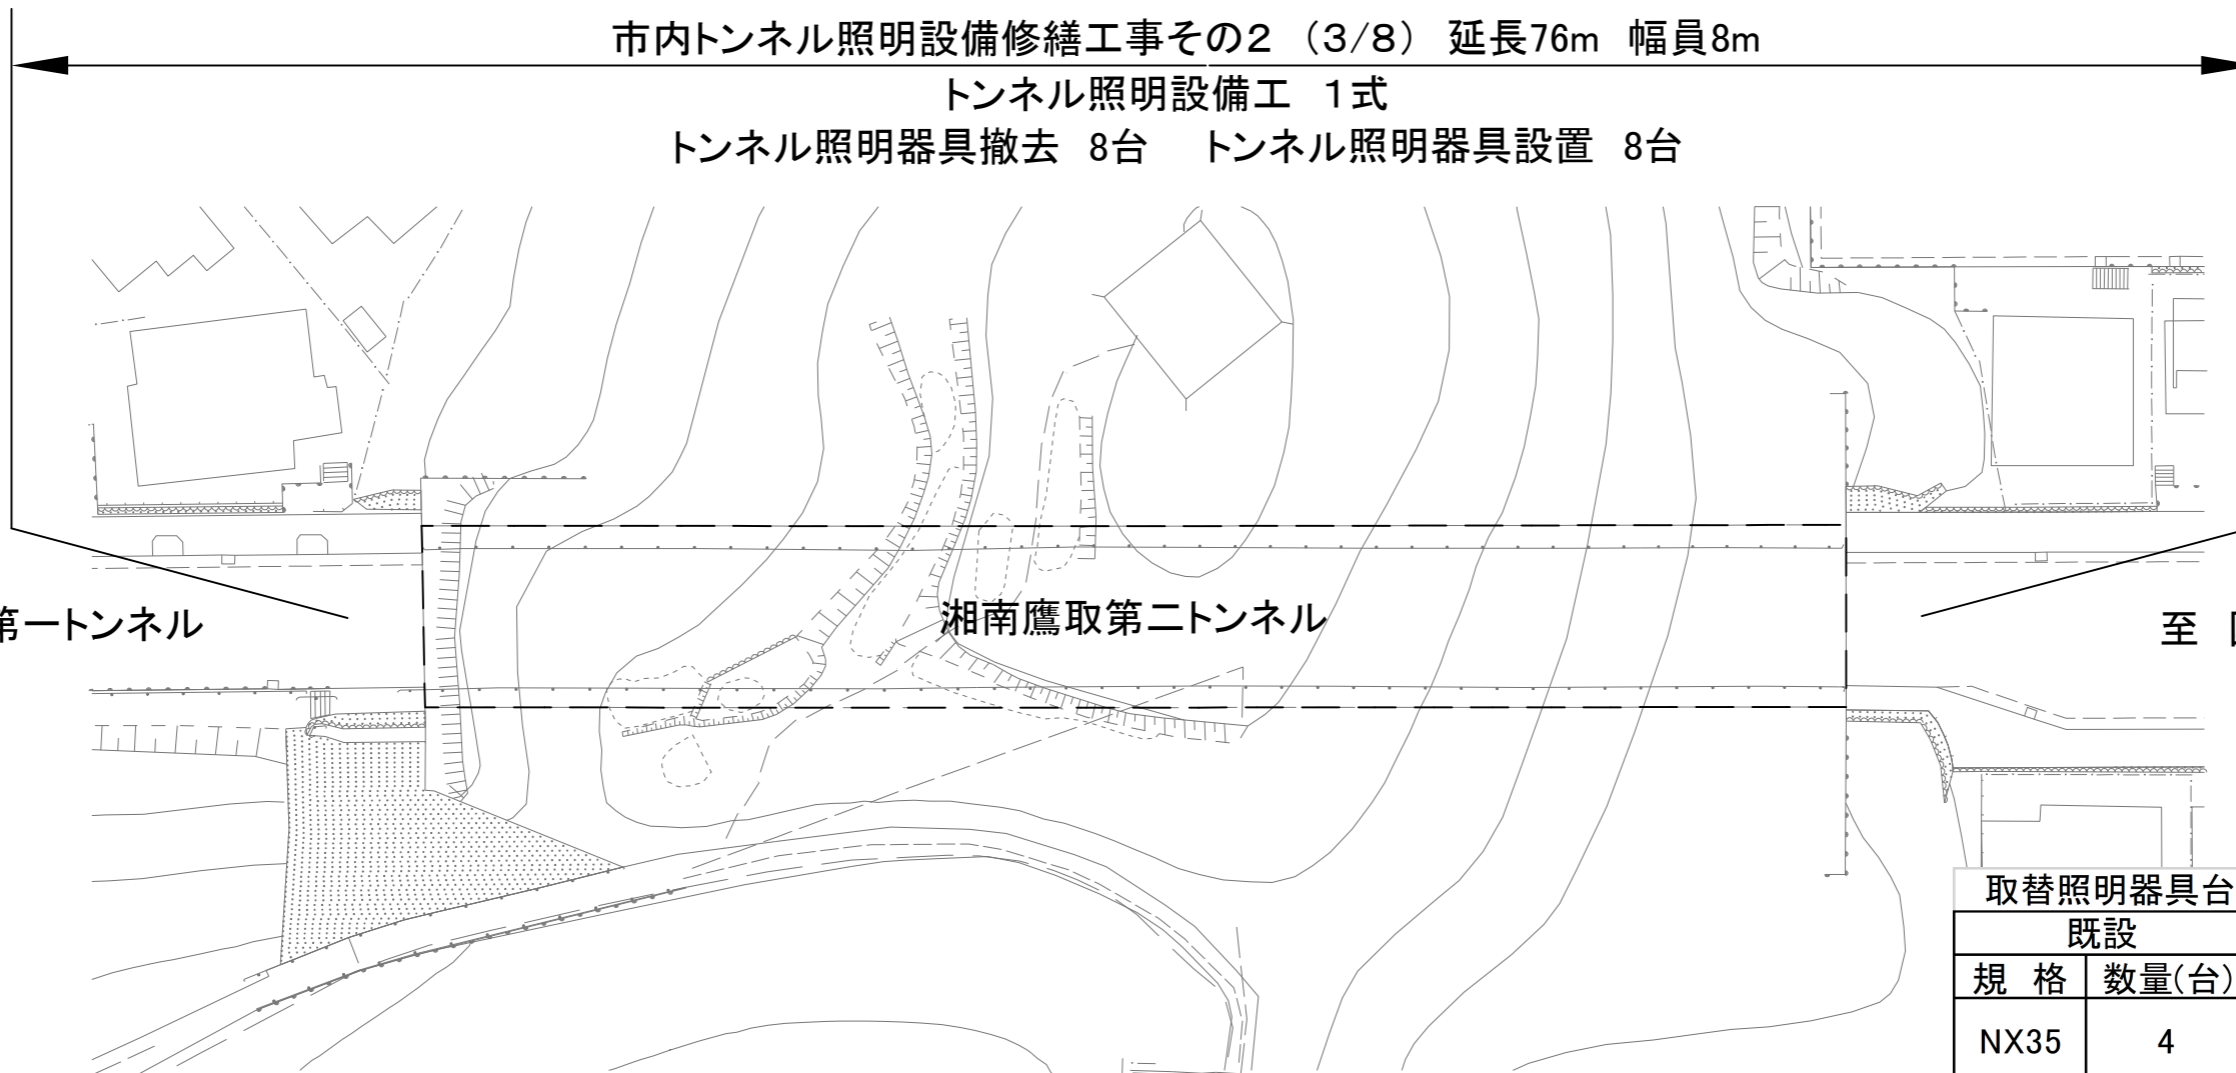 市内トンネル照明設備修繕工事その2 （3/8） 延長76m 幅員8m
トンネル照明設備工 1式
トンネル照明器具撤去 8台 トンネル照明器具設置 8台
第一トンネル
湘南鷹取第二トンネル
至
取替照明器具台
既設
規 格 数量(台)
NX35 4